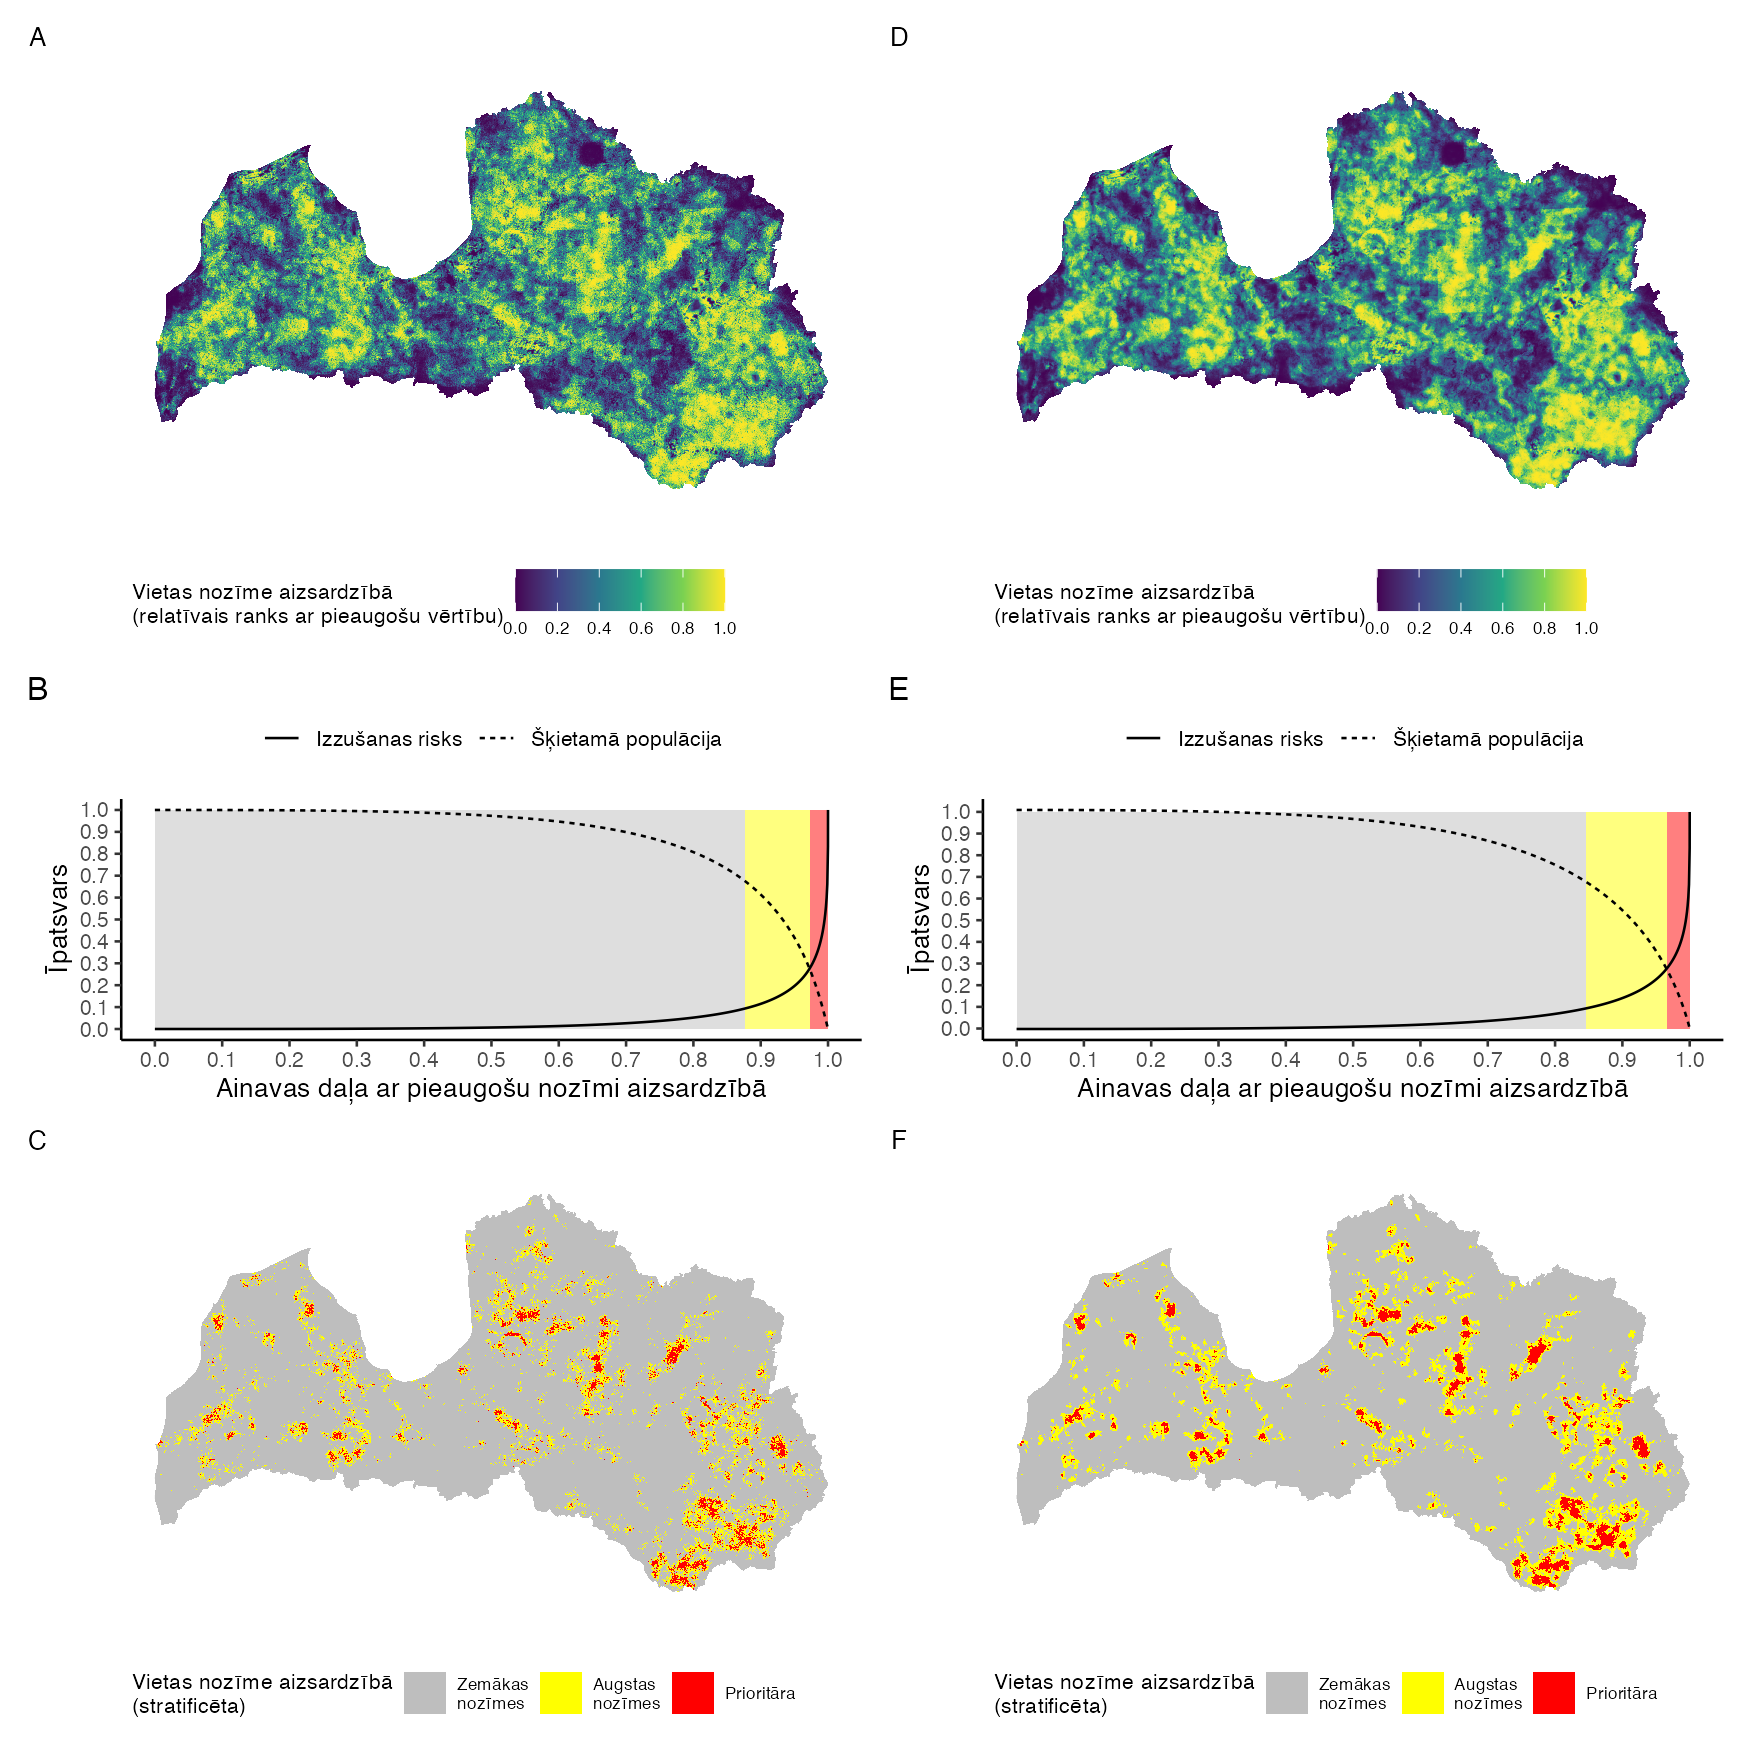 A
D
Vietas nozīme aizsardzībā
(relatīvais ranks ar pieaugošu vērtību)
0.0 0.2 0.4 0.6 0.8 1.0
Vietas nozīme aizsardzībā
(relatīvais ranks ar pieaugošu vērtību)
0.0 0.2 0.4 0.6 0.8 1.0
B
Izzušanas risks
Šķietamā populācija
Īpatsvars
1.0
0.9
0.8
0.7
0.6
0.5
0.4
0.3
0.2
0.1
0.0
0.0 0.1 0.2 0.3 0.4 0.5 0.6 0.7 0.8 0.9 1.0
Ainavas daļa ar pieaugošu nozīmi aizsardzībā
E
Izzušanas risks
Šķietamā populācija
Īpatsvars
1.0
0.9
0.8
0.7
0.6
0.5
0.4
0.3
0.2
0.1
0.0
0.0 0.1 0.2 0.3 0.4 0.5 0.6 0.7 0.8 0.9 1.0
Ainavas daļa ar pieaugošu nozīmi aizsardzībā
C
F
Vietas nozīme aizsardzībā
(stratificēta)
Zemākas
nozīmes
Augstas
nozīmes
Prioritāra
Vietas nozīme aizsardzībā
(stratificēta)
Zemākas
nozīmes
Augstas
nozīmes
Prioritāra